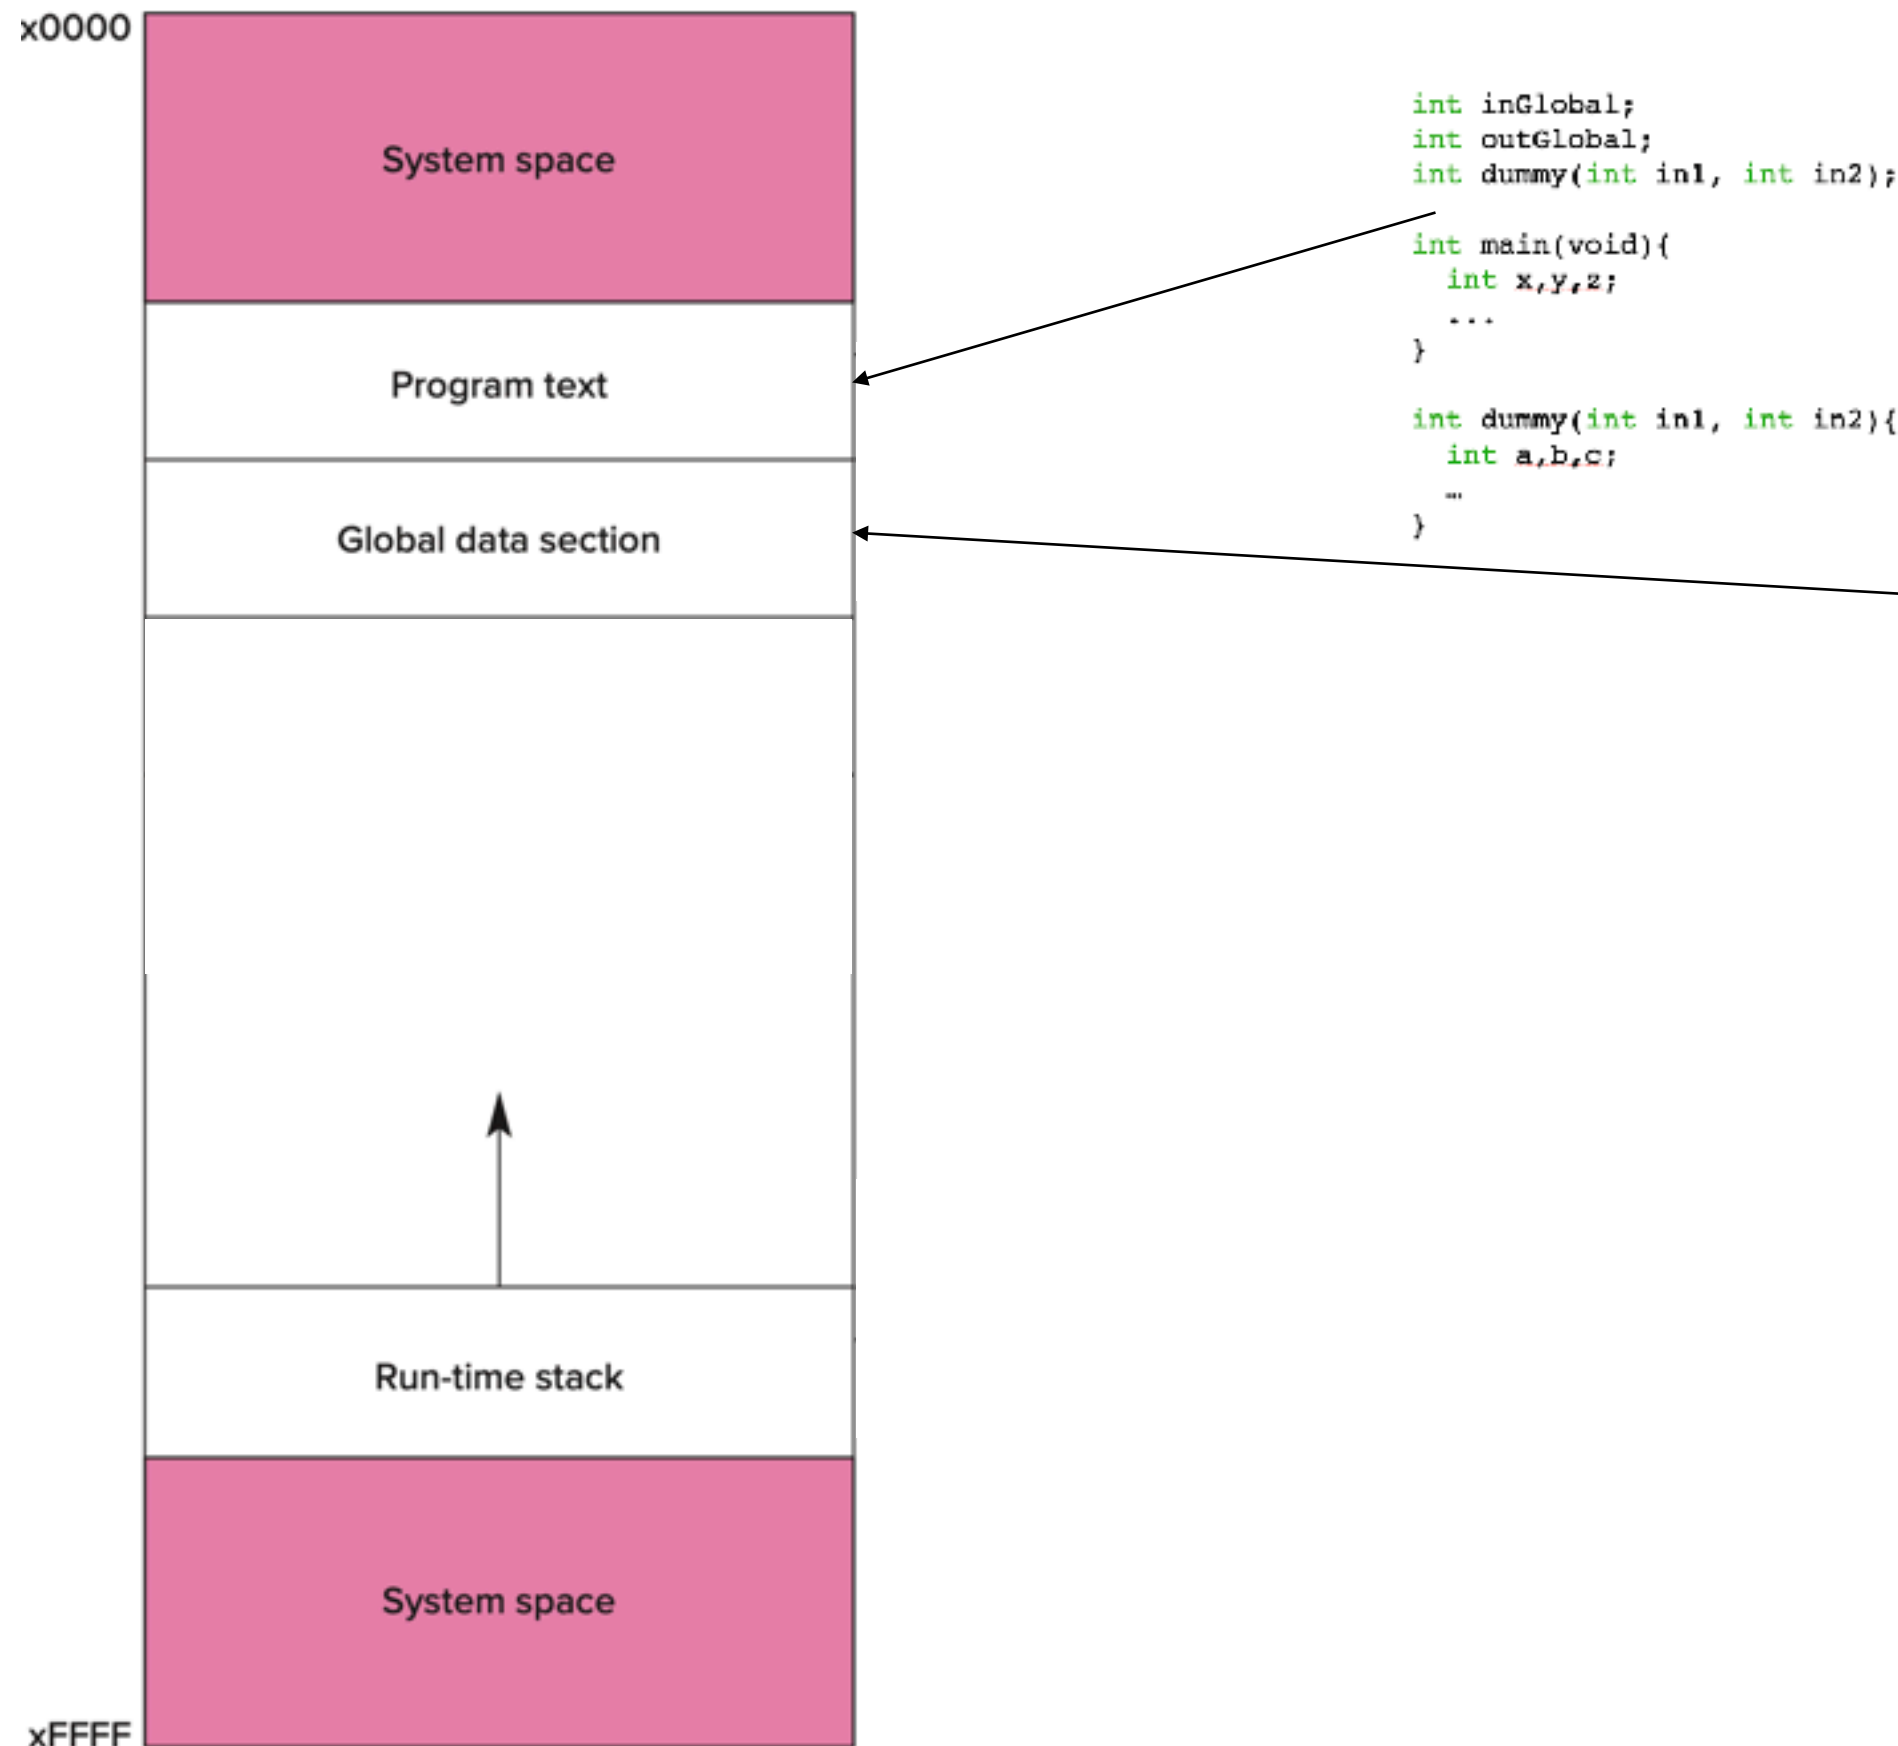 x0000
System space
Program text
Global data section
Run-time stack
System space
xFFFF
int inGlobal;
int outGlobal;
int dummy(int in1, int in2);
int main(void){
int x,y,z;
...
}
int dummy(int in1, int in2){
int a,b,c;
…
}